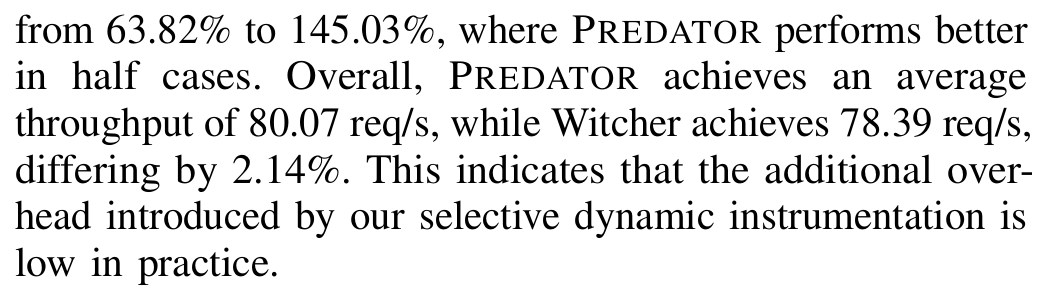 from 63.82% to 145.03%, where PREDATOR performs better
in half cases. Overall, PREDATOR achieves an average
throughput of 80.07 req/s, while Witcher achieves 78.39 req/s,
differing by 2.14%. This indicates that the additional over-
head introduced by our selective dynamic instrumentation is
low in practice.